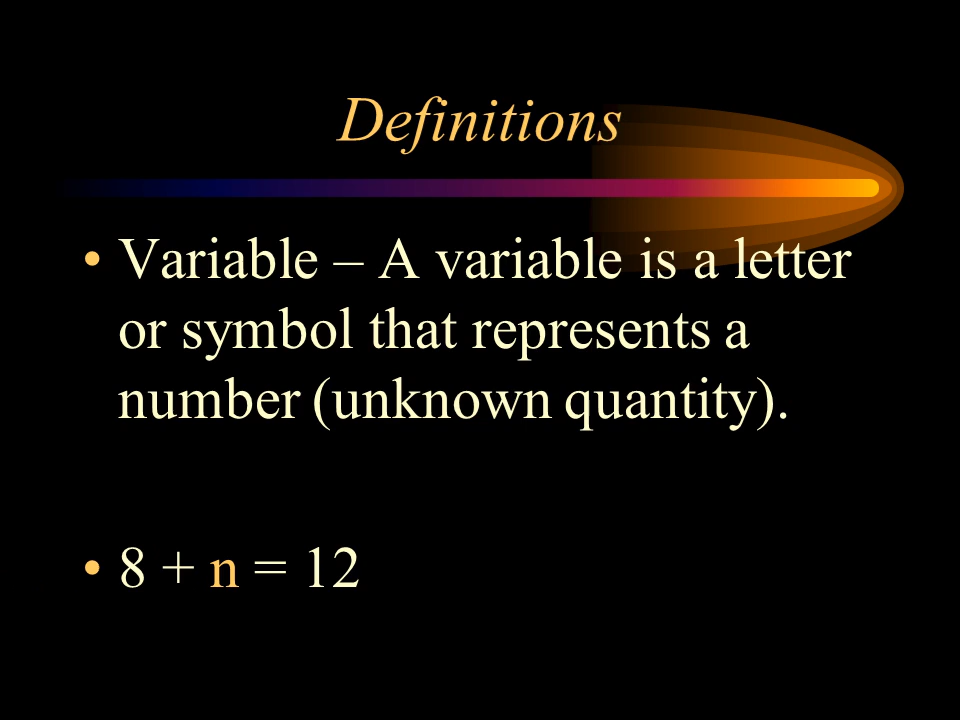 Definitions
• Variable – A variable is a letter
or symbol that represents a
number (unknown quantity).
• 8 + n = 12